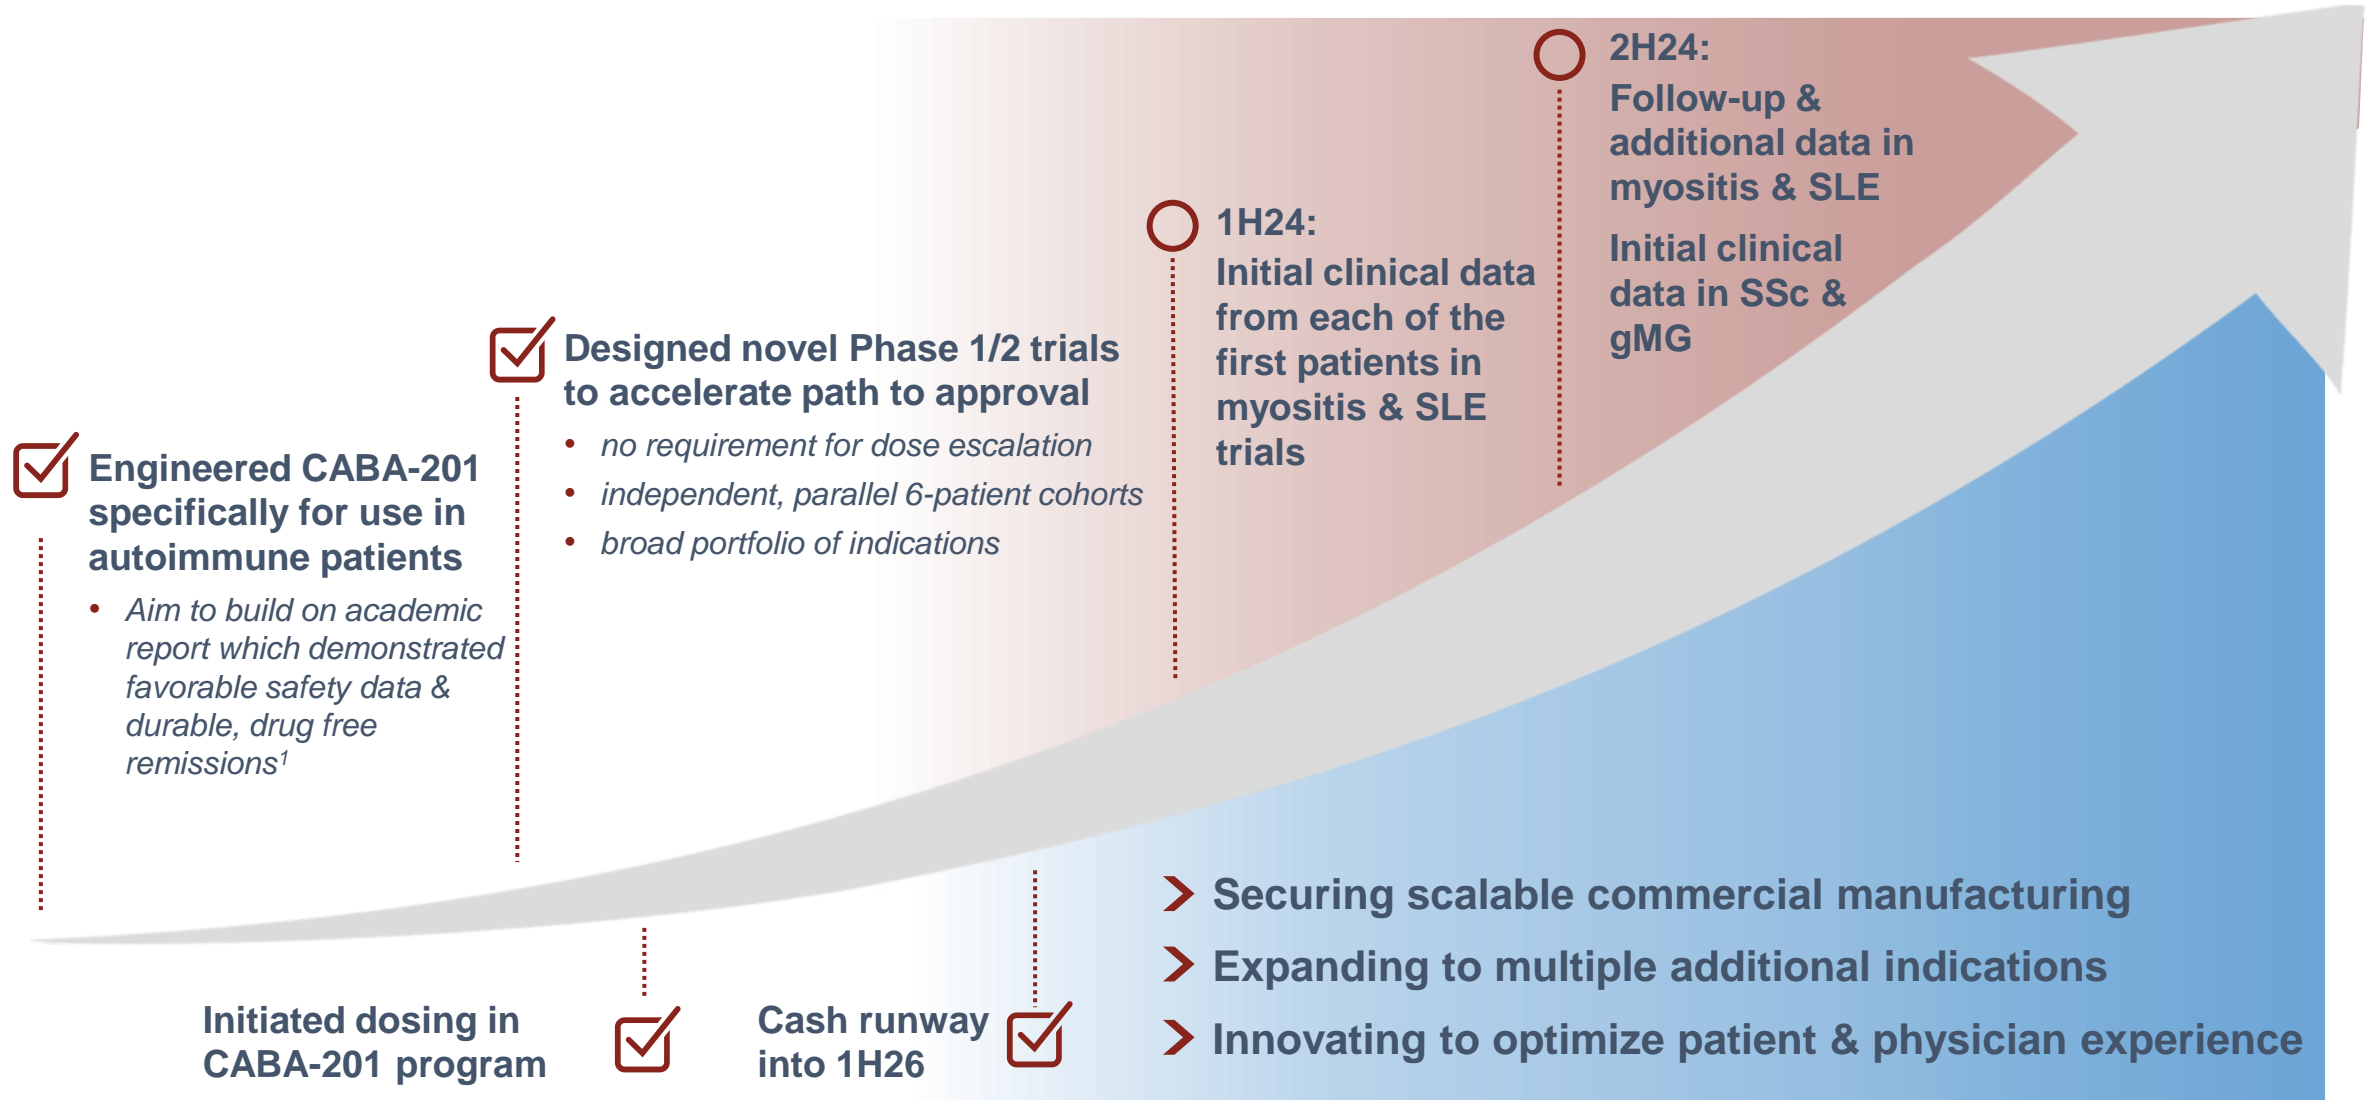 Engineered CABA-201
specifically for use in
autoimmune patients
• Aim to build on academic
report which demonstrated
favorable safety data &
durable, drug free
remissions¹
Designed novel Phase 1/2 trials
to accelerate path to approval
• no requirement for dose escalation
• independent, parallel 6-patient cohorts
• broad portfolio of indications
1H24:
Initial clinical data
from each of the
first patients in
myositis & SLE
trials
2H24:
Follow-up &
additional data in
myositis & SLE
Initial clinical
data in SSc &
gMG
Initiated dosing in
CABA-201 program
Cash runway
into 1H26
Securing scalable commercial manufacturing
Expanding to multiple additional indications
Innovating to optimize patient & physician experience